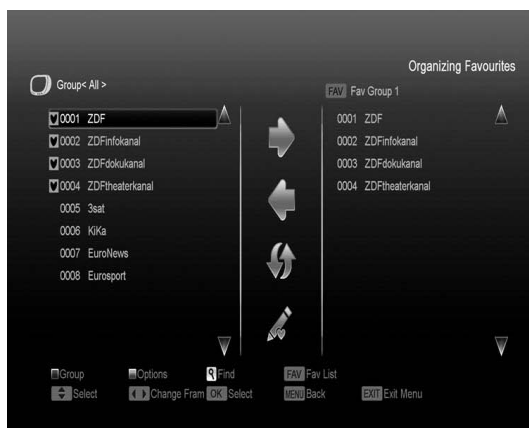 Organizing Favourites
Group< All >
FAV Fav Group 1
0001 ZDF
0002 ZDFinfokanal
0003 ZDFdokukanal
0004 ZDFtheaterkanal
0005 3sat
0006 KiKa
0007 EuroNews
0008 Eurosport
0001 ZDF
0002 ZDFinfokanal
0003 ZDFdokukanal
0004 ZDFtheaterkanal
Group Options Find FAV Fav List
Select Change Fram OK Select MENU Back EXIT Exit Menu